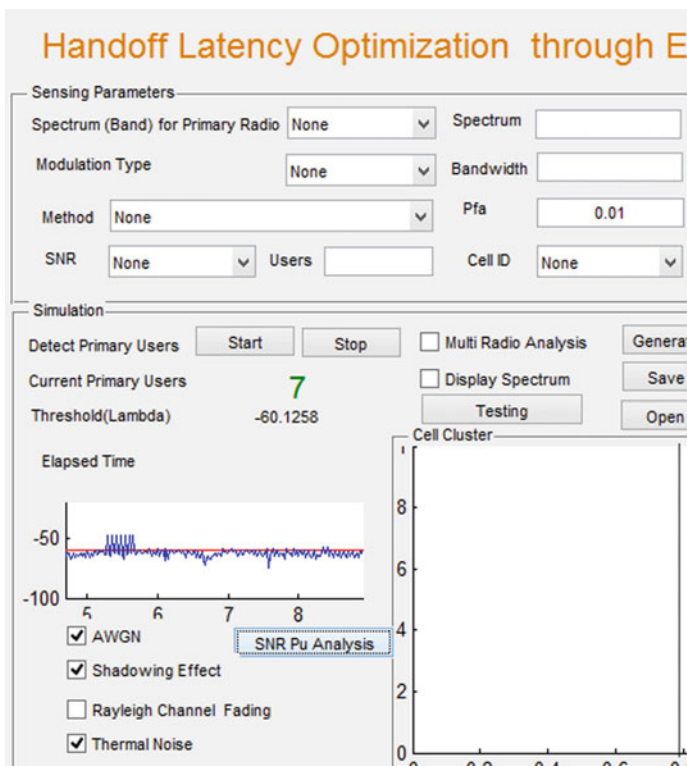 Handoff Latency Optimization through E
Sensing Parameters
Spectrum (Band) for Primary Radio None Spectrum
Modulation Type None Bandwidth
Method None Pfa 0.01
SNR None Users Cell ID None
Simulation
Detect Primary Users Start Stop Multi Radio Analysis Generat
Current Primary Users 7 Display Spectrum Save
Threshold(Lambda) -60.1258 Testing Open
Cell Cluster
Elapsed Time
-50
-100
5 6 7 8
AWGN SNR Pu Analysis
Shadowing Effect
Rayleigh Channel Fading
Thermal Noise
8
6
4
2
0